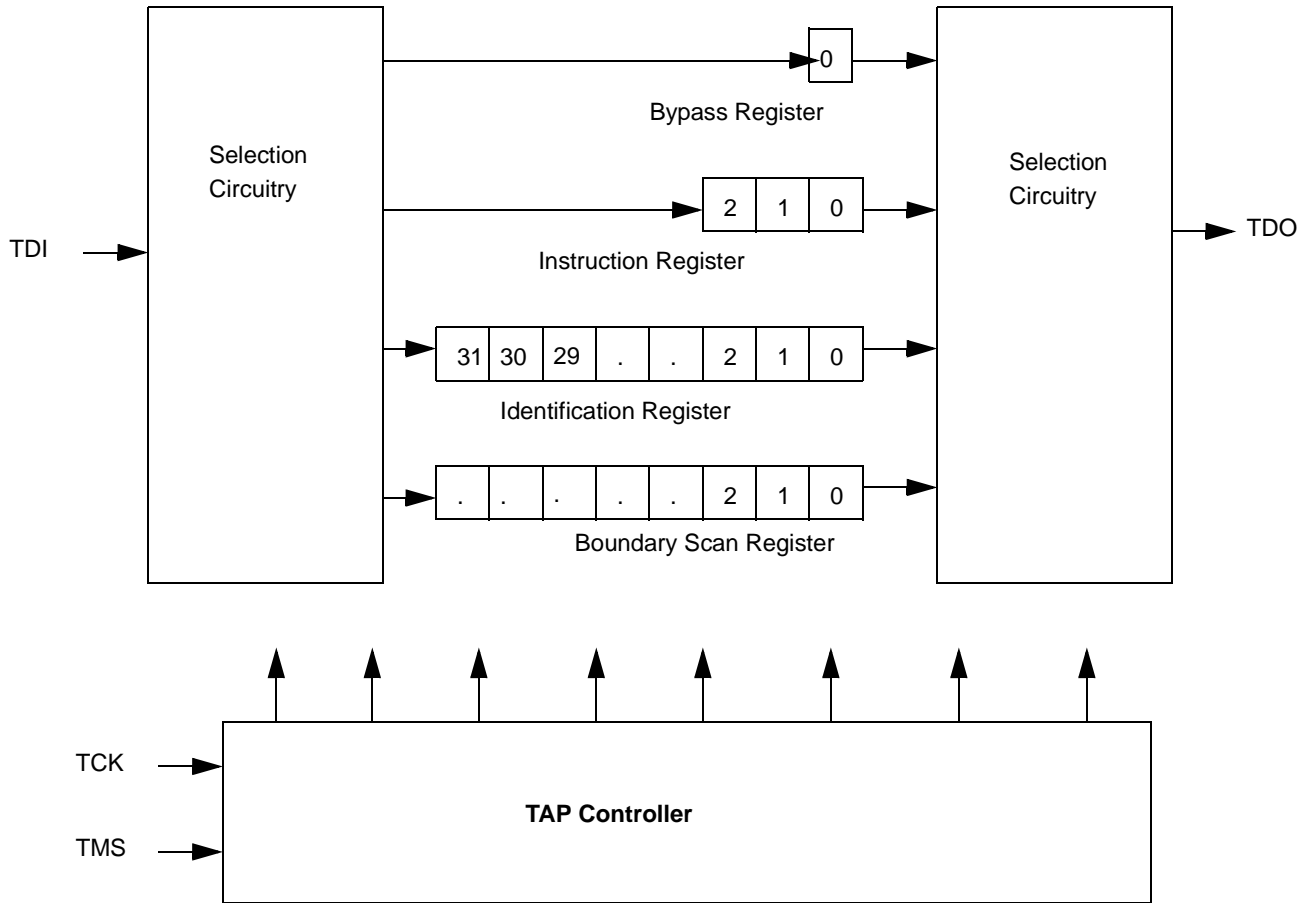 0
Bypass Register
Selection
Circuitry
Selection
Circuitry
2 1 0
TDI
TDO
Instruction Register
31 30 29 . . 2 1 0
Identification Register
. . . . . 2 1 0
Boundary Scan Register
TCK
TAP Controller
TMS